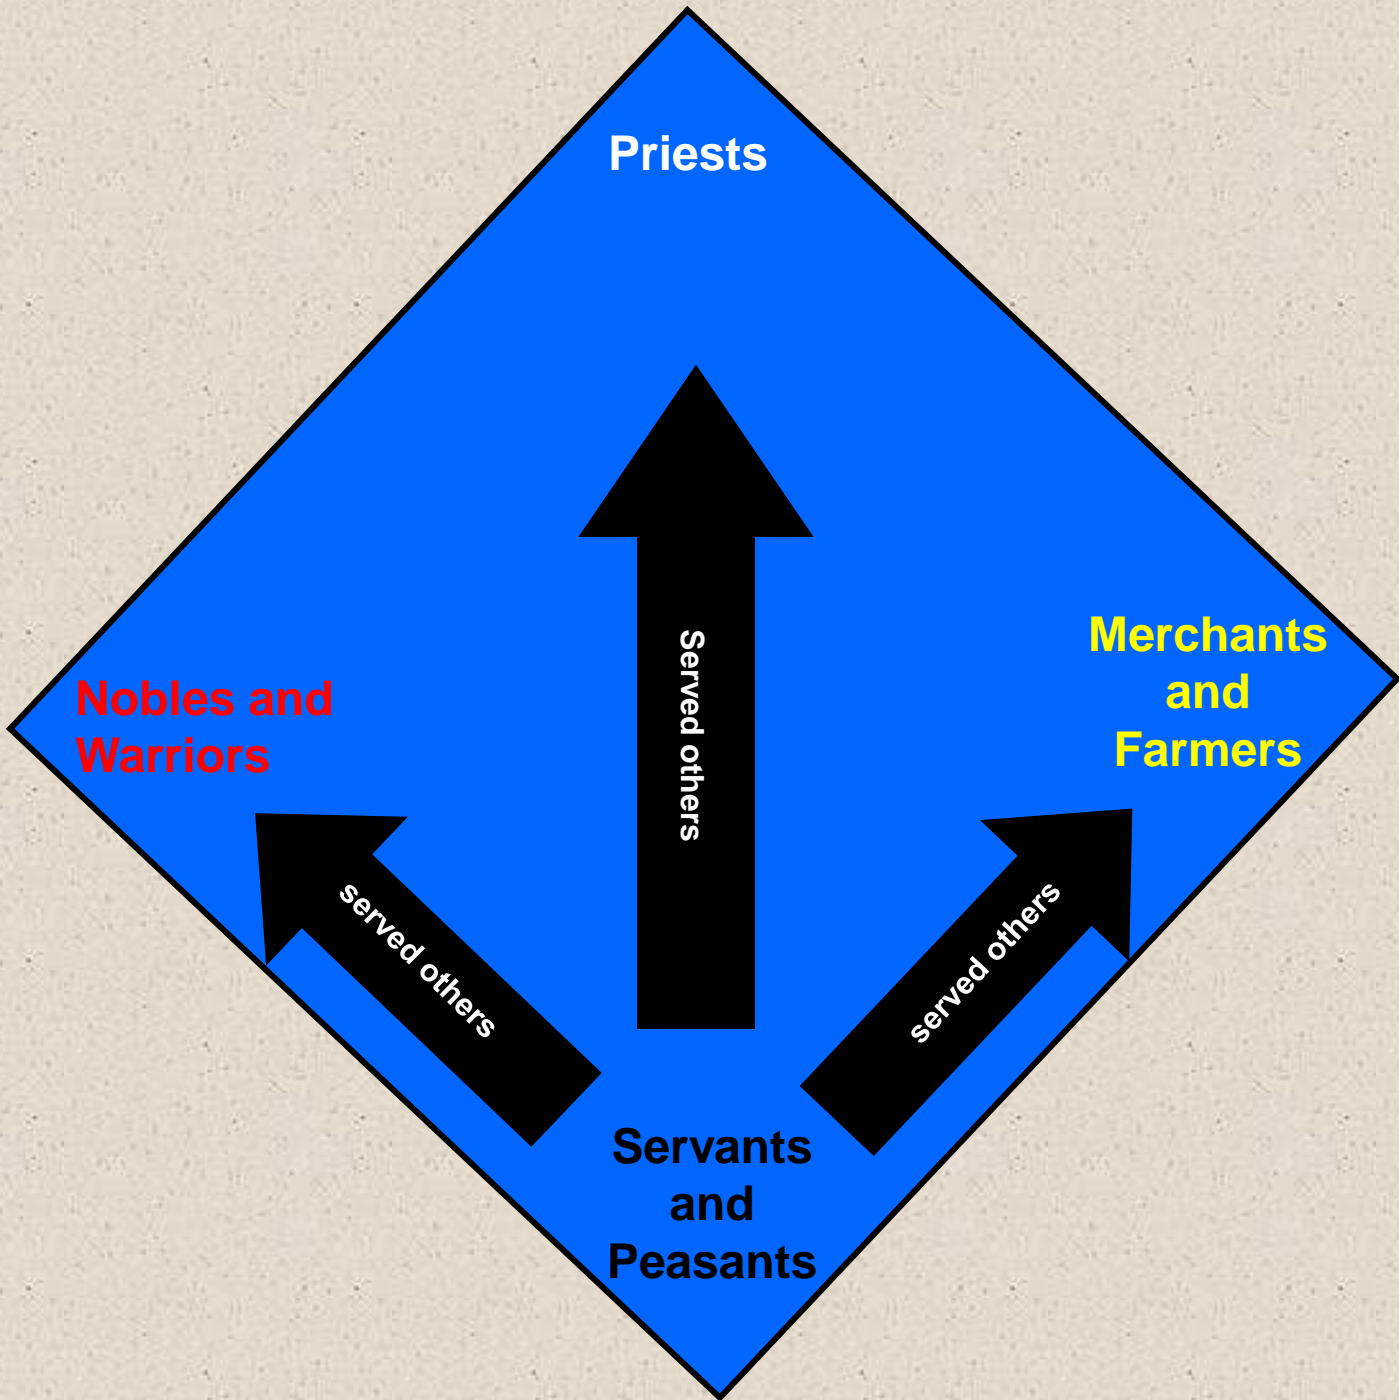 Priests
Served others
Merchants
and
Farmers
Nobles and
Warriors
served others
served others
Servants
and
Peasants